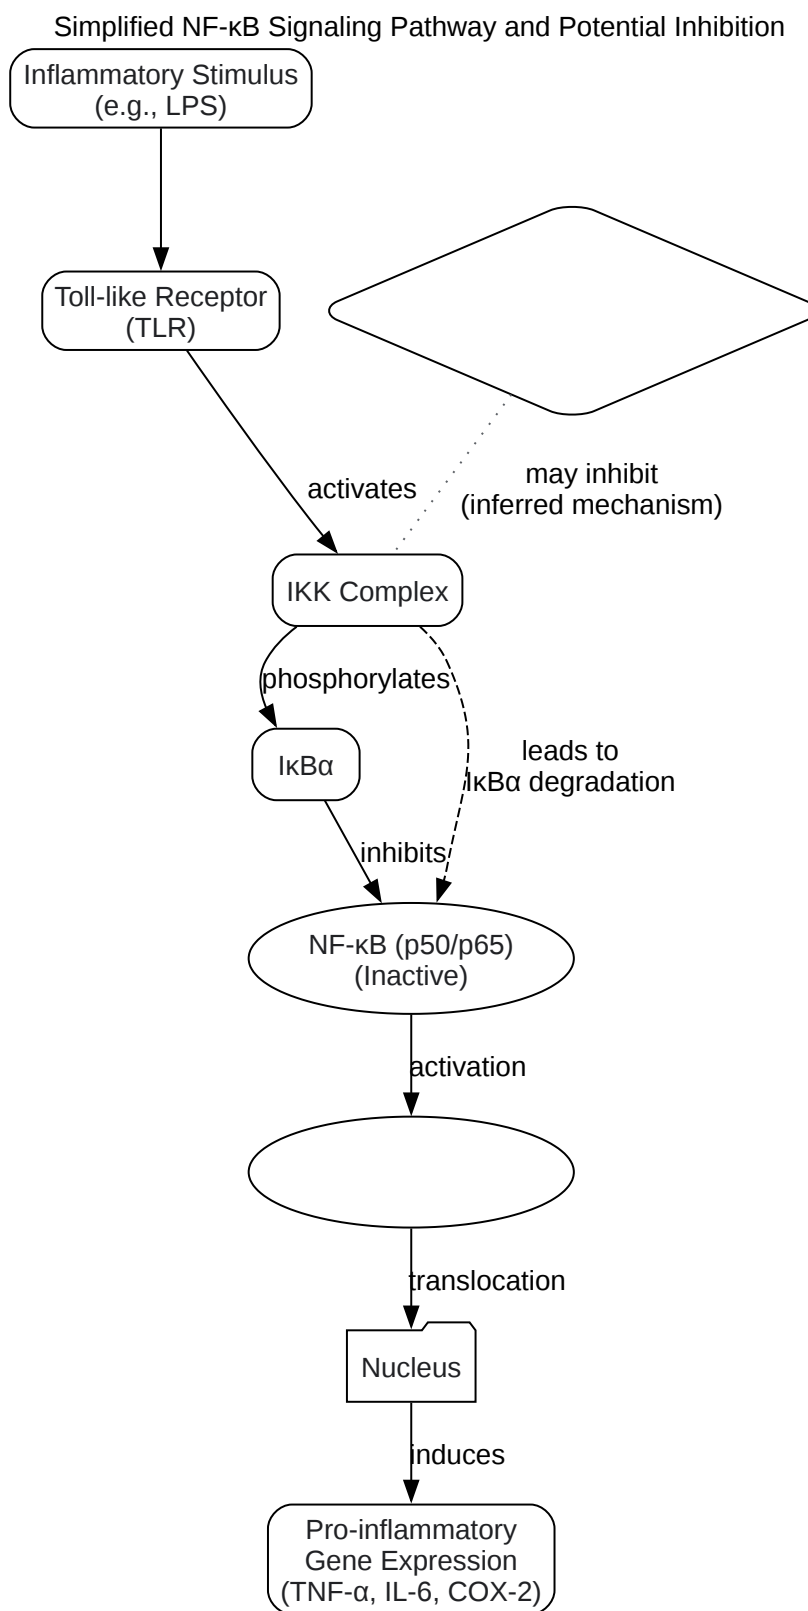 Simplified NF-κB Signaling Pathway and Potential Inhibition
Inflammatory Stimulus
(e.g., LPS)
Toll-like Receptor
(TLR)
activates
may inhibit
(inferred mechanism)
IKK Complex
phosphorylates
IκBα
leads to
IκBα degradation
inhibits
NF-κB (p50/p65)
(Inactive)
activation
translocation
Nucleus
induces
Pro-inflammatory
Gene Expression
(TNF-α, IL-6, COX-2)